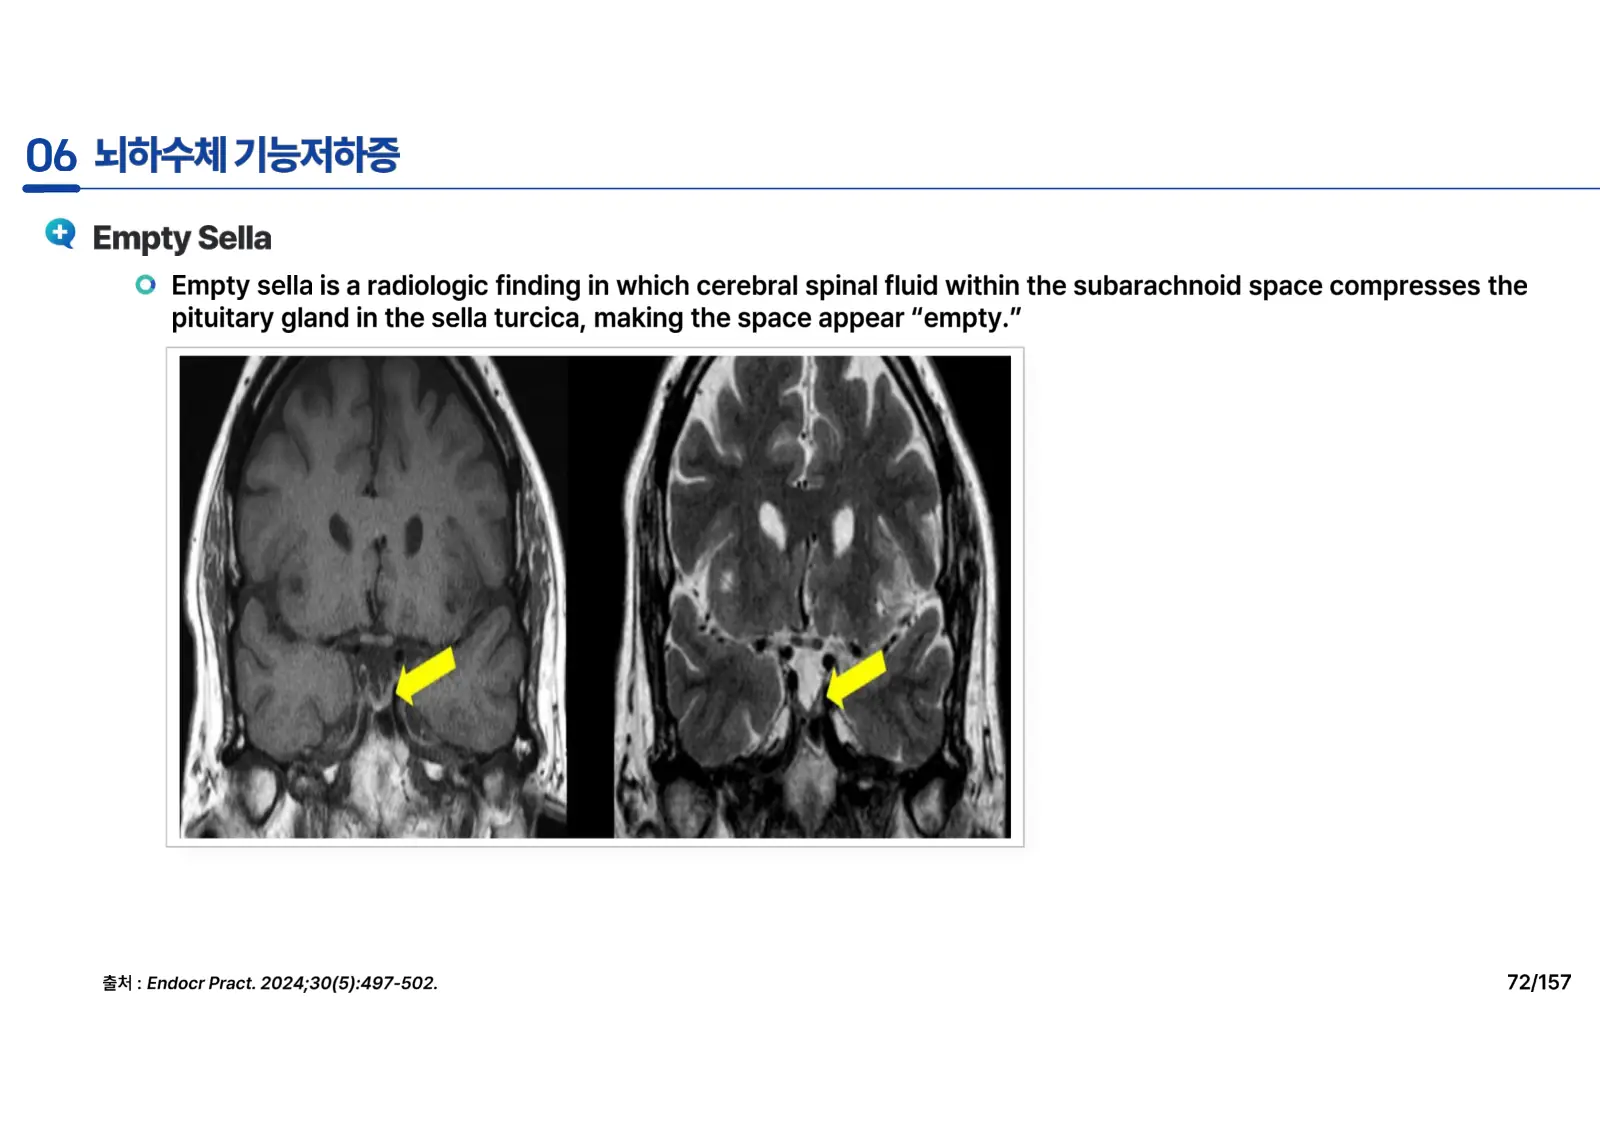 06 뇌하수체 기능저하증
Empty Sella
Empty sella is a radiologic finding in which cerebral spinal fluid within the subarachnoid space compresses the
pituitary gland in the sella turcica, making the space appear “empty.”
출처 : Endocr Pract. 2024;30(5):497-502.
72/157